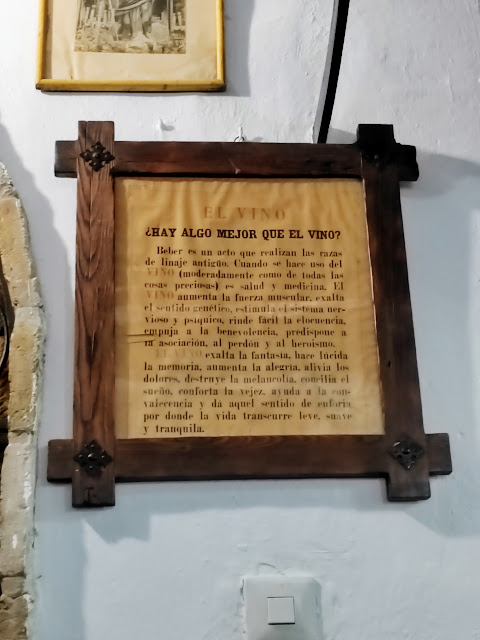 EL VINO
¿HAY ALGO MEJOR QUE EL VINO?
Beber es un acto que realizan las razas
de linaje antigüo. Cuando se hace uso del
VINO (moderadamente como de todas las
cosas preciosas) es salud y medicina. El
VINO aumenta la fuerza muscular, exalta
el sentido genético, estimula el sistema ner-
vioso y psiquico, rinde fácil la elocuencia,
empuja a la benevolencia, predispone a
la asociación, al perdón y al heroismo.
EL VINO exalta la fantasía, hace lúcida
la memoria, aumenta la alegria, alivia los
dolores, destruye la melancolia, concilia el
sueño, conforta la vejez, ayuda a la con-
valecencia y da aquel sentido de euforia
por donde la vida transcurre leve, suave
y tranquila.